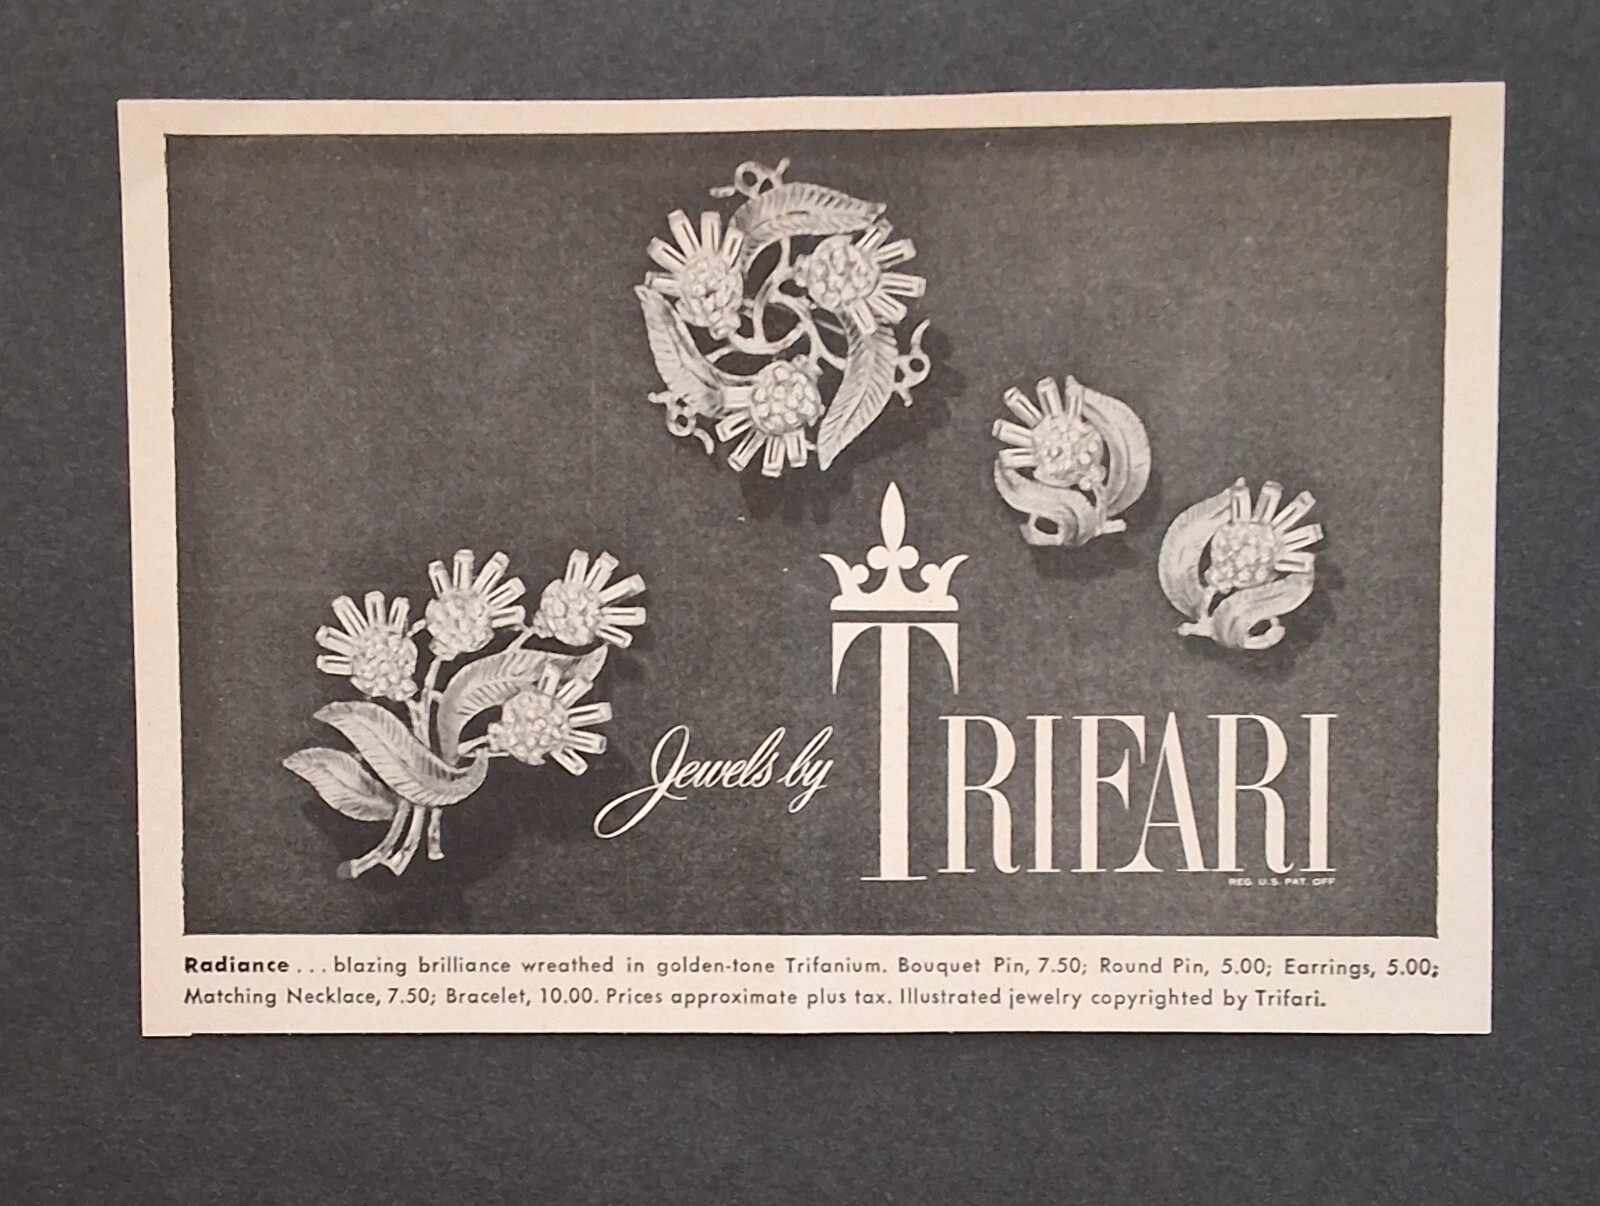 Jewels by TRIFARI
REG. U.S. PAT. OFF
Radiance... blazing brilliance wreathed in golden-tone Trifanium. Bouquet Pin, 7.50; Round Pin, 5.00; Earrings, 5.00;
Matching Necklace, 7.50; Bracelet, 10.00. Prices approximate plus tax. Illustrated jewelry copyrighted by Trifari.